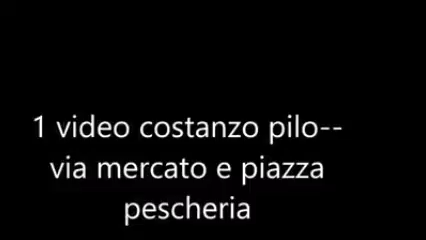 1 video costanzo pilo--
via mercato e piazza
pescheria